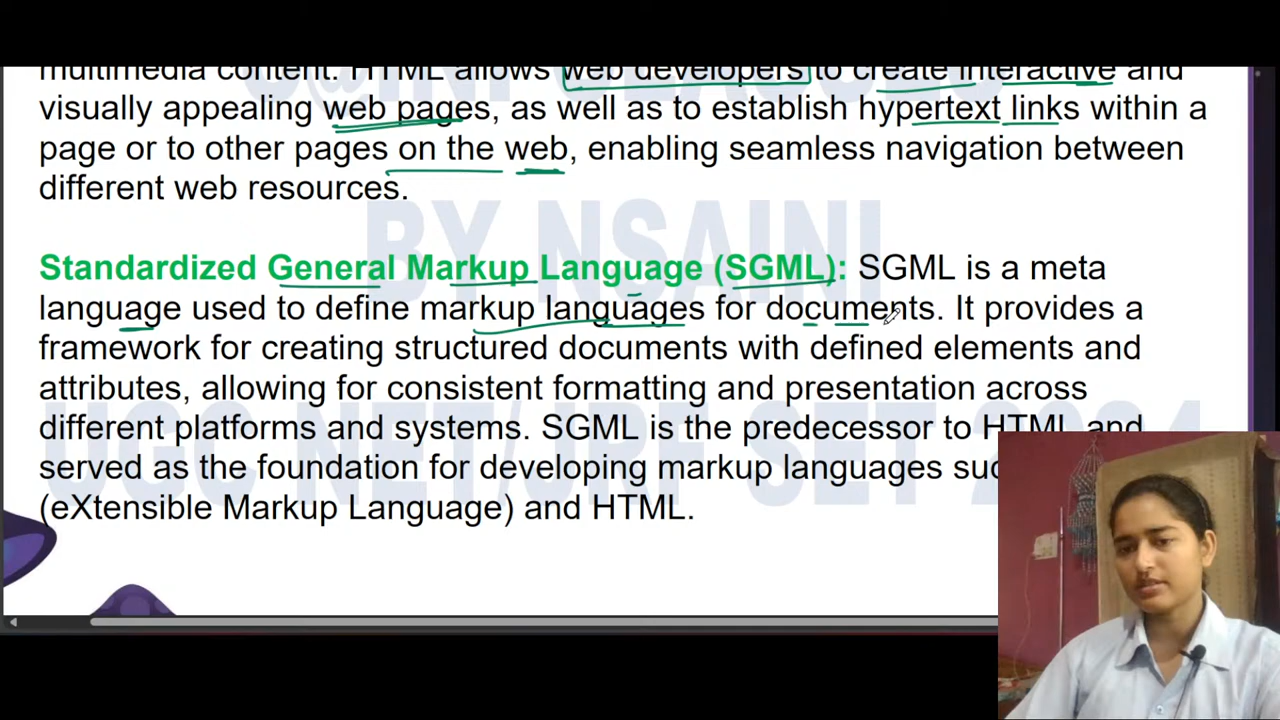 multimedia content. HTML allows web developers to create interactive and
visually appealing web pages, as well as to establish hypertext links within a
page or to other pages on the web, enabling seamless navigation between
different web resources.
BY NSAINI
Standardized General Markup Language (SGML): SGML is a meta
language used to define markup languages for documents. It provides a
framework for creating structured documents with defined elements and
attributes, allowing for consistent formatting and presentation across
different platforms and systems. SGML is the predecessor to HTML and
UGC NET/JRF SET
served as the foundation for developing markup languages
(eXtensible Markup Language) and HTML.